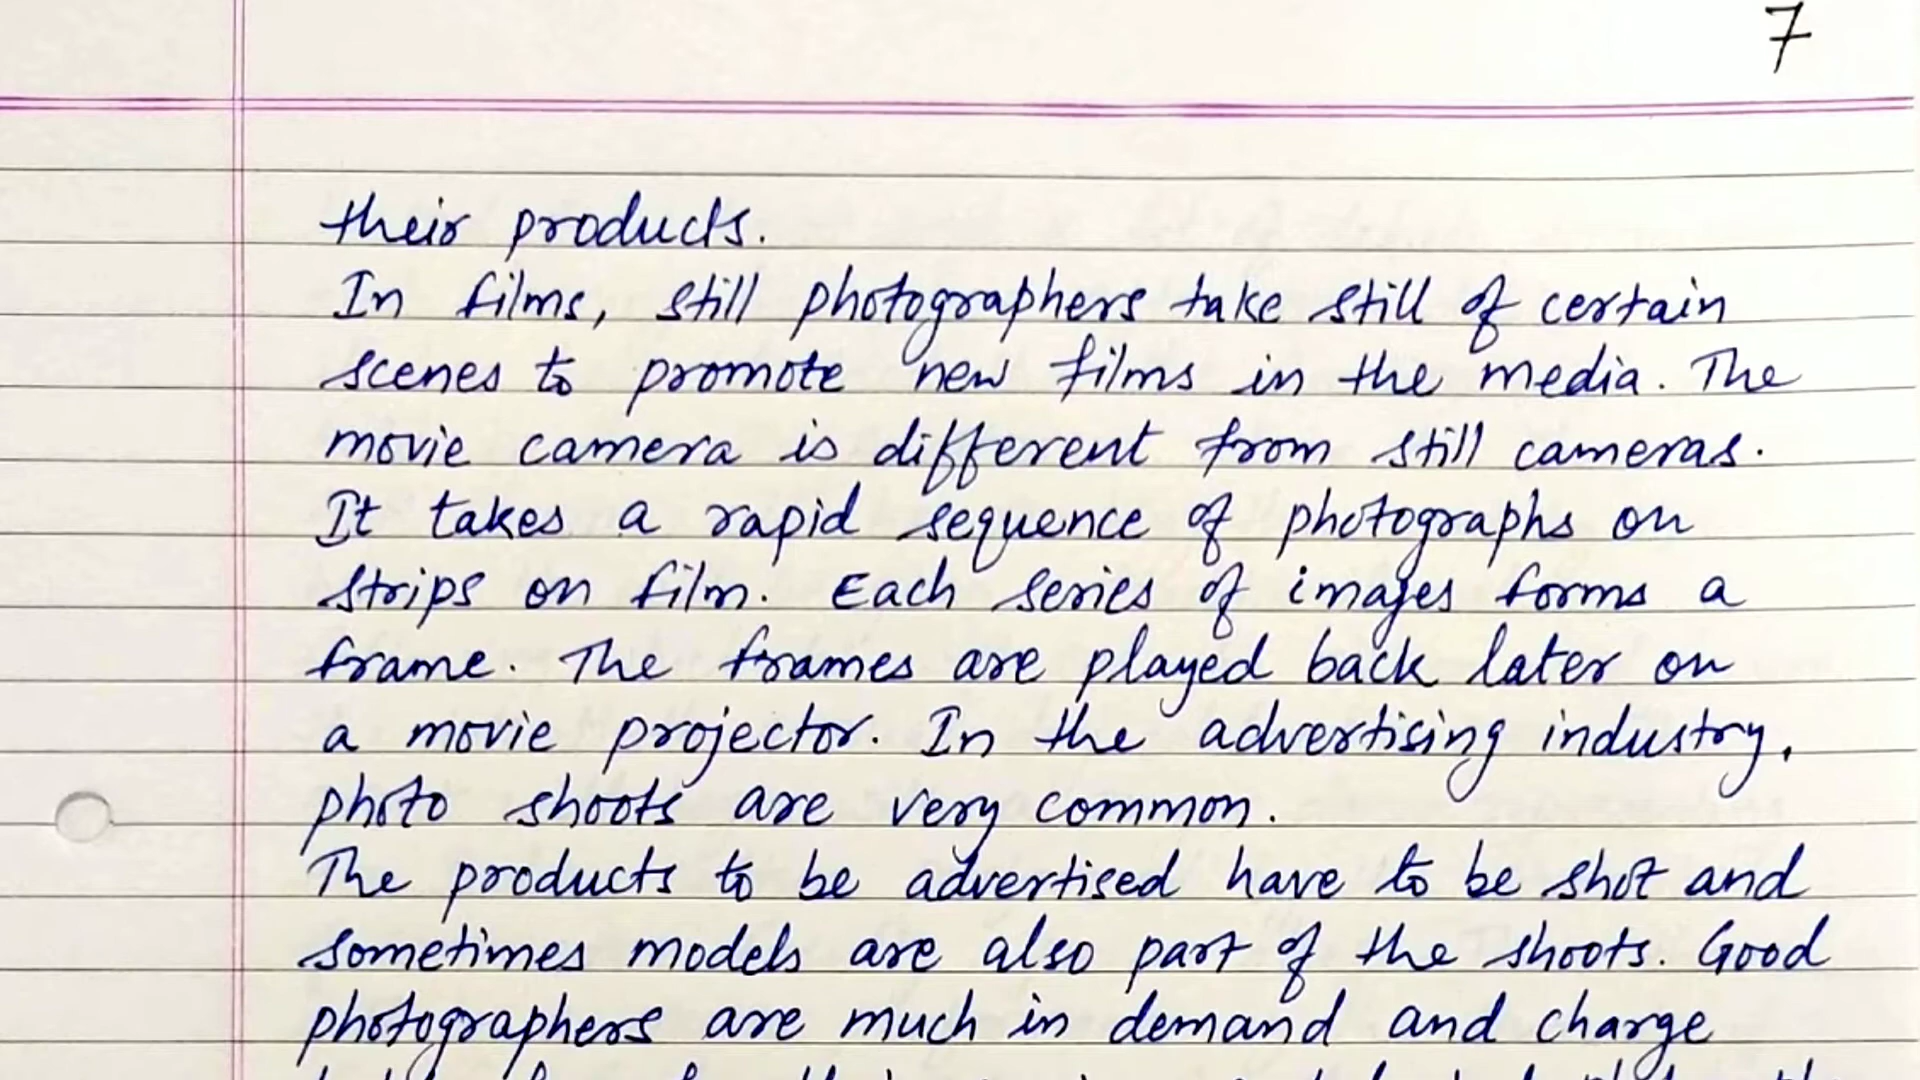 7
their products.
In films, still photographers take still of certain
scenes to promote new films in the media. The
movie camera is different from still cameras.
It takes a rapid sequence of photographs on
strips on film. Each series of images forms a
frame. The frames are played back later on
a movie projector. In the advertising industry,
photo shoots are very common.
The products to be advertised have to be shot and
sometimes models are also part of the shoots. Good
photographers are much in demand and charge